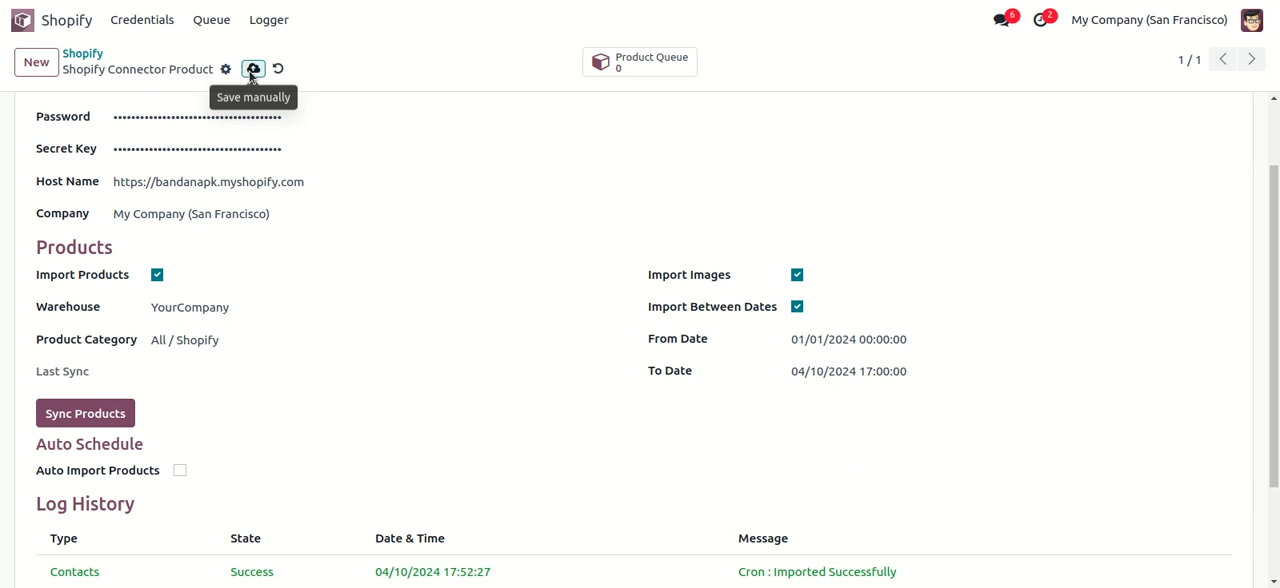 Shopify Credentials Queue Logger 6 2 My Company (San Francisco)
New Shopify Product Queue 1 / 1
Shopify Connector Product 0
Save manually
Password •••••••••••••••••••••••••••••••••••••
Secret Key •••••••••••••••••••••••••••••••••••••
Host Name https://bandanapk.myshopify.com
Company My Company (San Francisco)
Products
Import Products Import Images
Warehouse YourCompany Import Between Dates
Product Category All / Shopify From Date 01/01/2024 00:00:00
Last Sync To Date 04/10/2024 17:00:00
Sync Products
Auto Schedule
Auto Import Products
Log History
Type State Date & Time Message
Contacts Success 04/10/2024 17:52:27 Cron : Imported Successfully